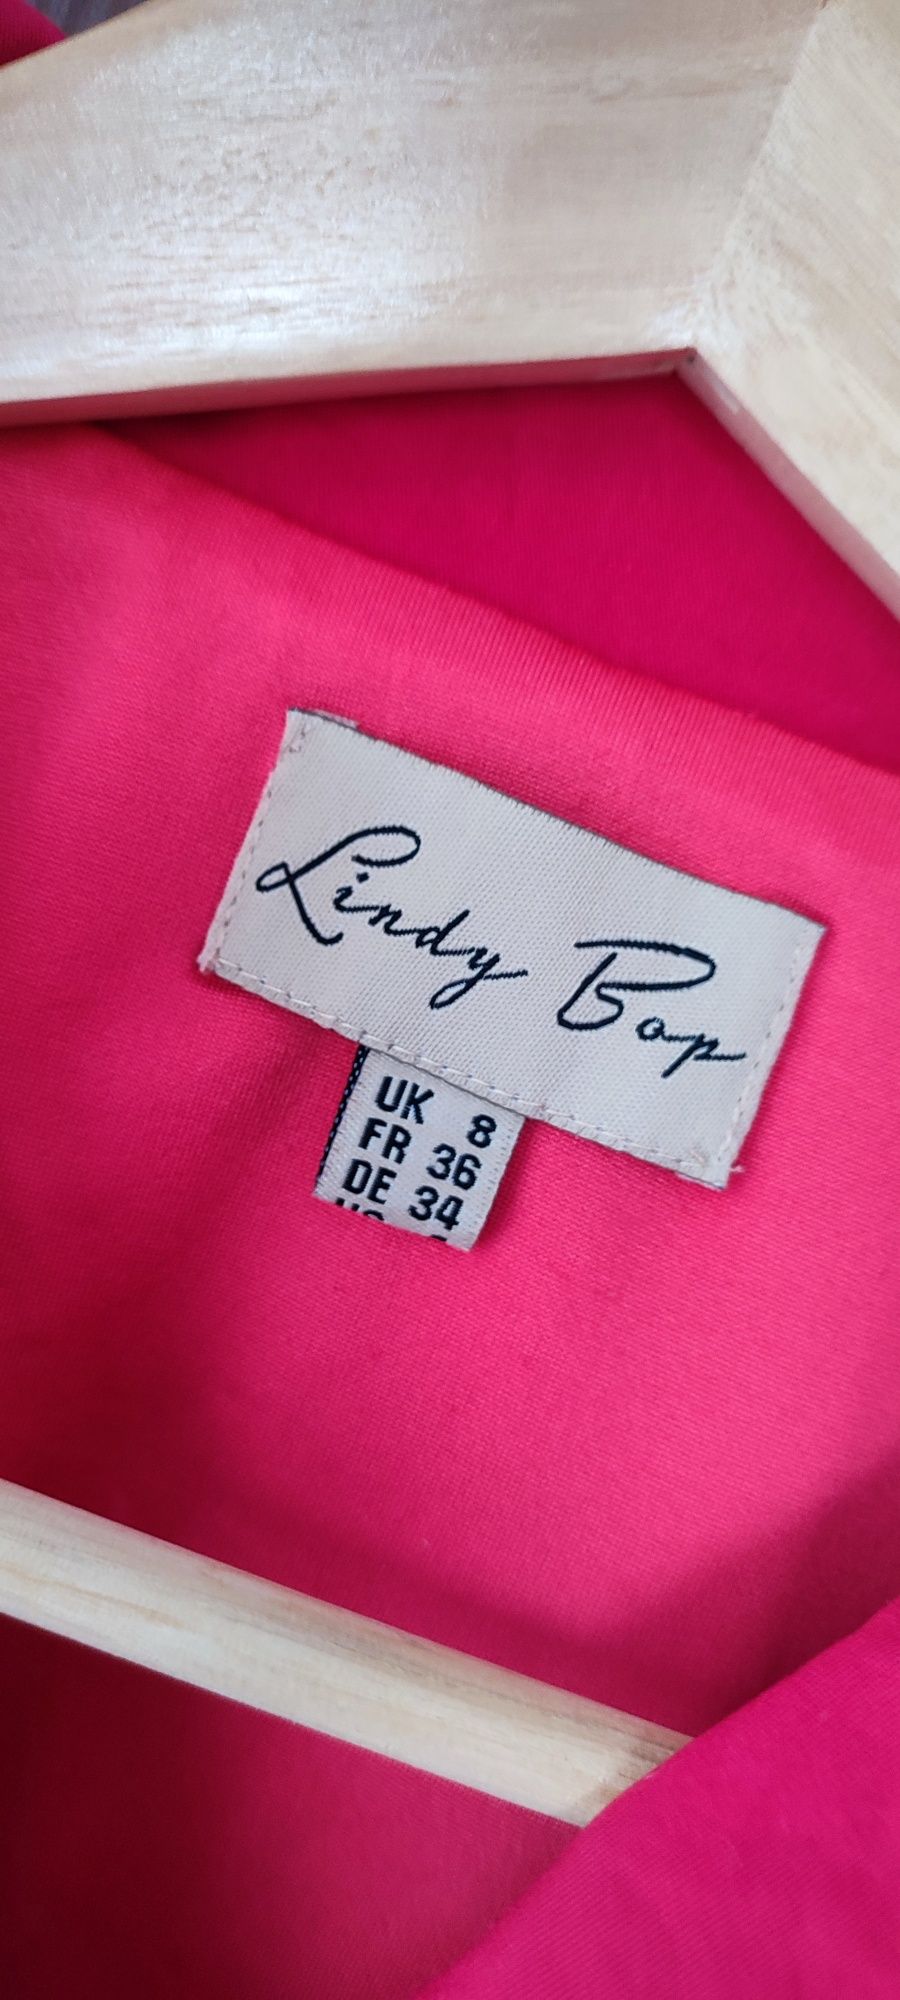 Lindy Bop
UK 8
FR 36
DE 34